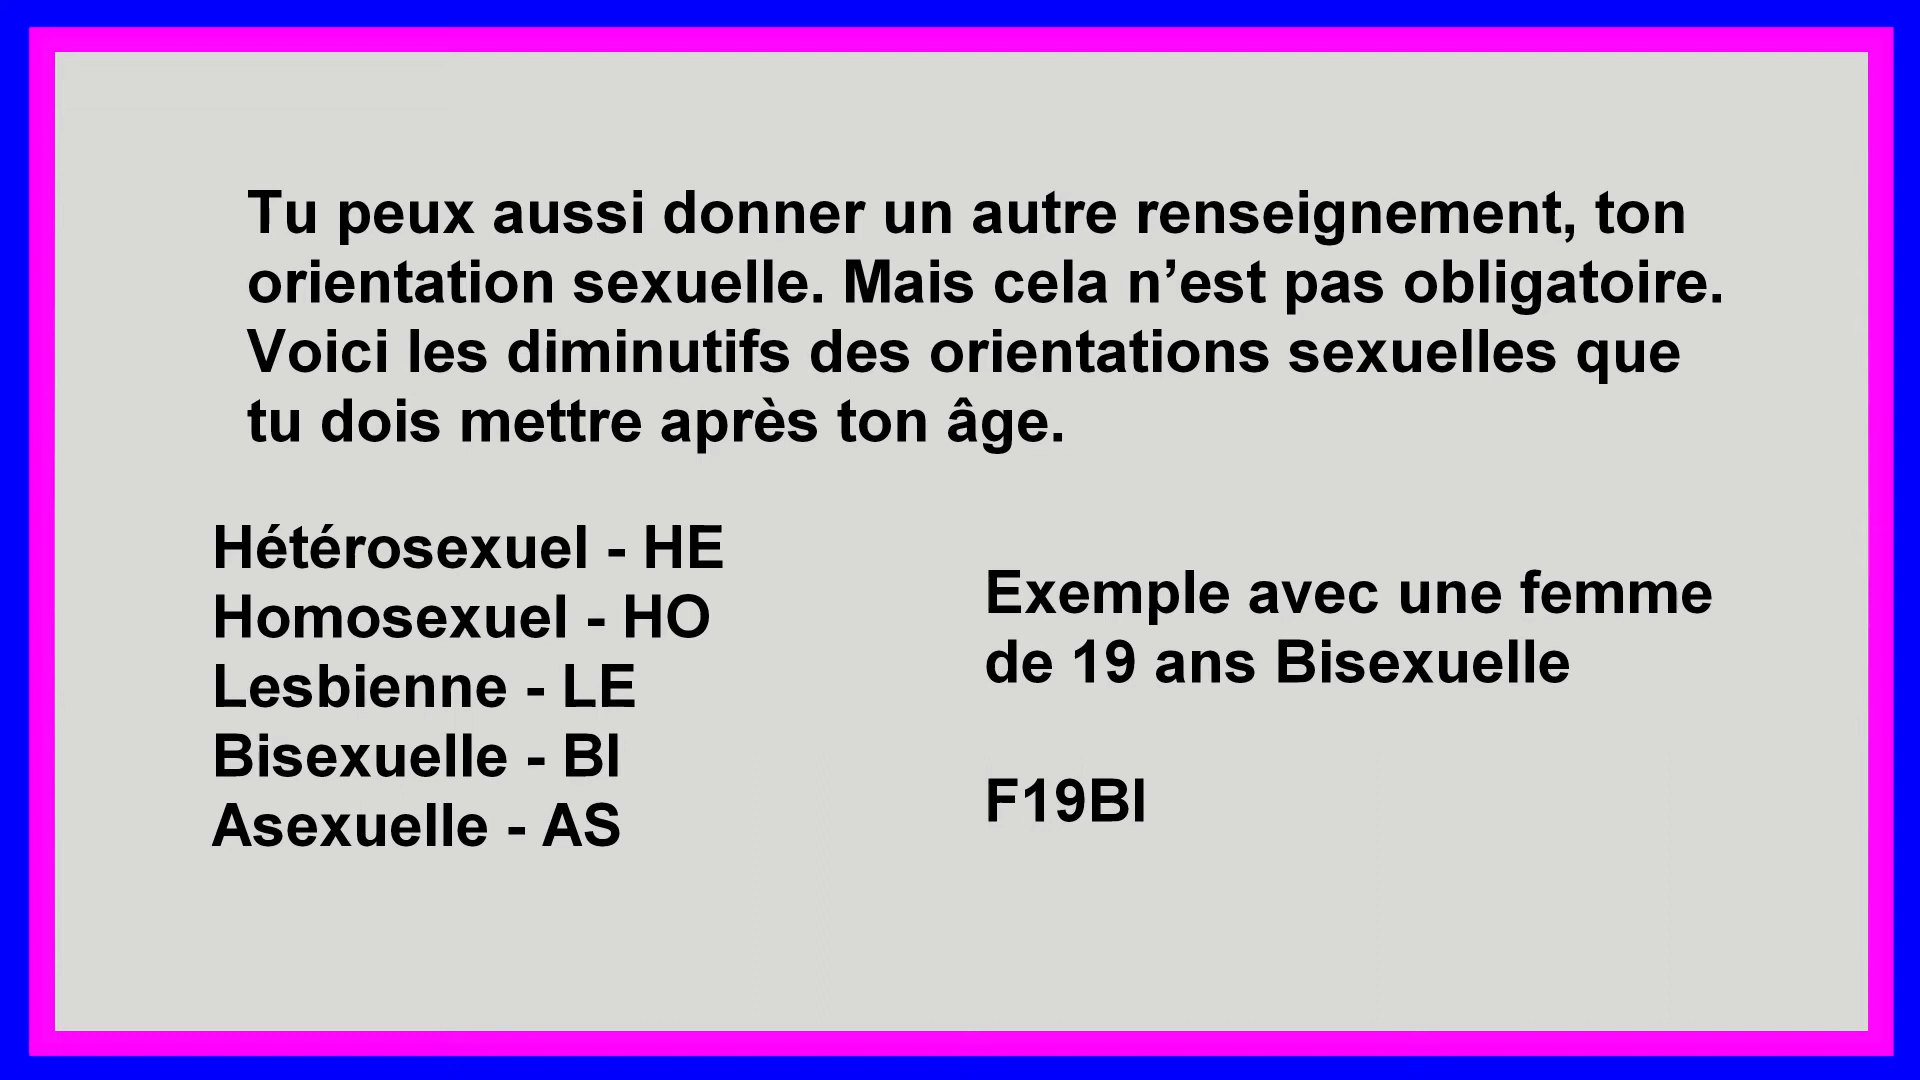 Tu peux aussi donner un autre renseignement, ton
orientation sexuelle. Mais cela n’est pas obligatoire.
Voici les diminutifs des orientations sexuelles que
tu dois mettre après ton âge.
Hétérosexuel - HE
Homosexuel - HO
Lesbienne - LE
Bisexuelle - BI
Asexuelle - AS
Exemple avec une femme
de 19 ans Bisexuelle
F19BI